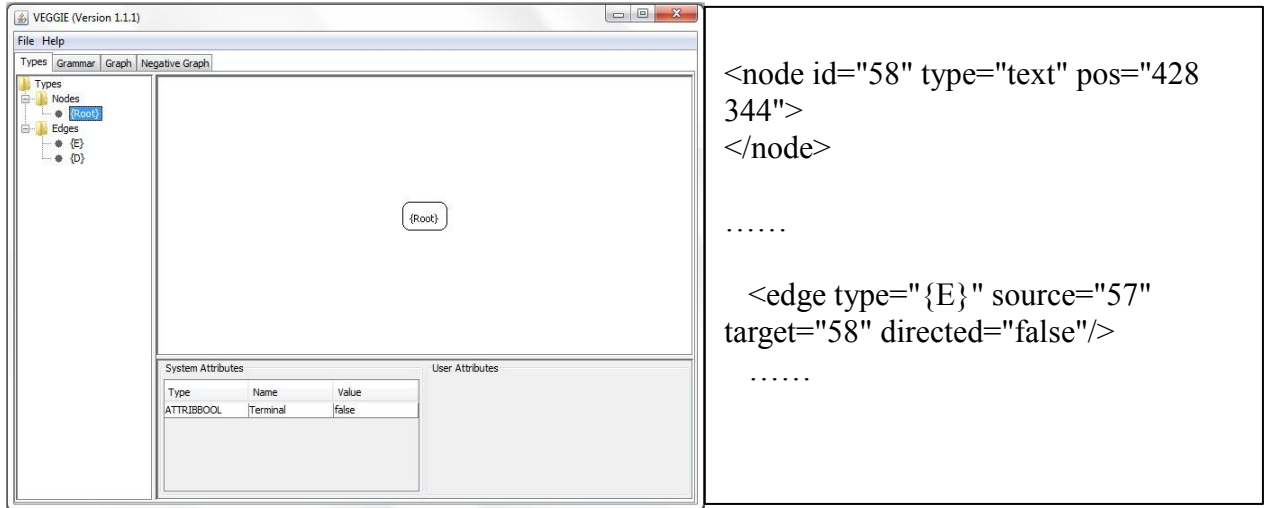 VEGGIE (Version 1.1.1)
File Help
Types Grammar Graph Negative Graph
Types
Nodes
{Root}
Edges
{E}
{D}
{Root}
System Attributes
Type Name Value
ATTRIBBOOL Terminal false
User Attributes
<node id="58" type="text" pos="428
344">
</node>
……
<edge type="{E}" source="57"
target="58" directed="false"/>
……